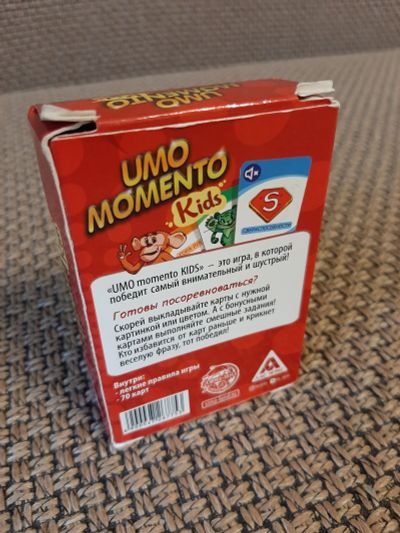 UMO
MOMENTO
Kids
S
«UMO momento KIDS» – это игра, в которой
победит самый внимательный и шустрый!
Готовы посоревноваться?
Скорей выкладывайте карты с нужной
картинкой или цветом. А с бонусными
картами выполняйте смешные задания!
Кто избавится от карт раньше и крикнет
веселую фразу, тот победил!
Внутри:
- легкие правила игры
- 70 карт